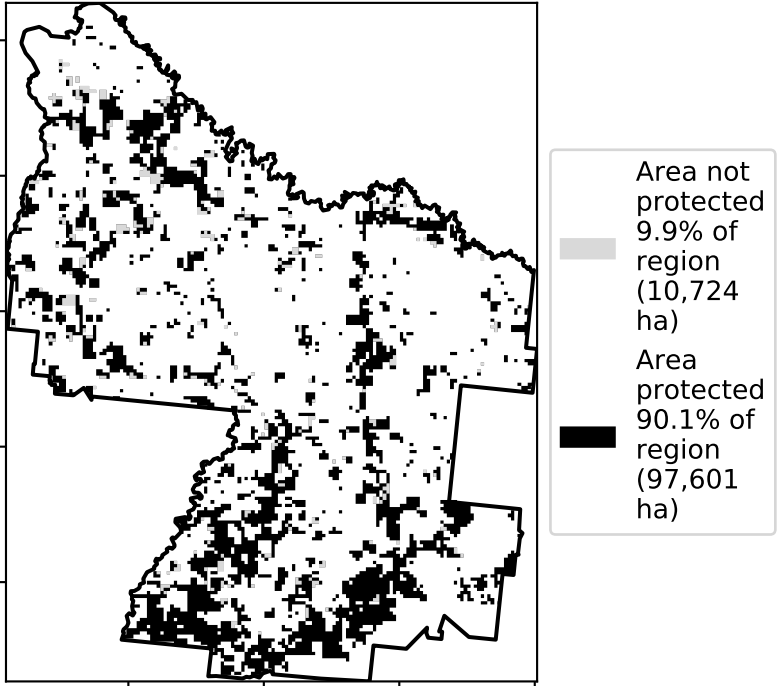 Area not
protected
9.9% of
region
(10,724
ha)
Area
protected
90.1% of
region
(97,601
ha)